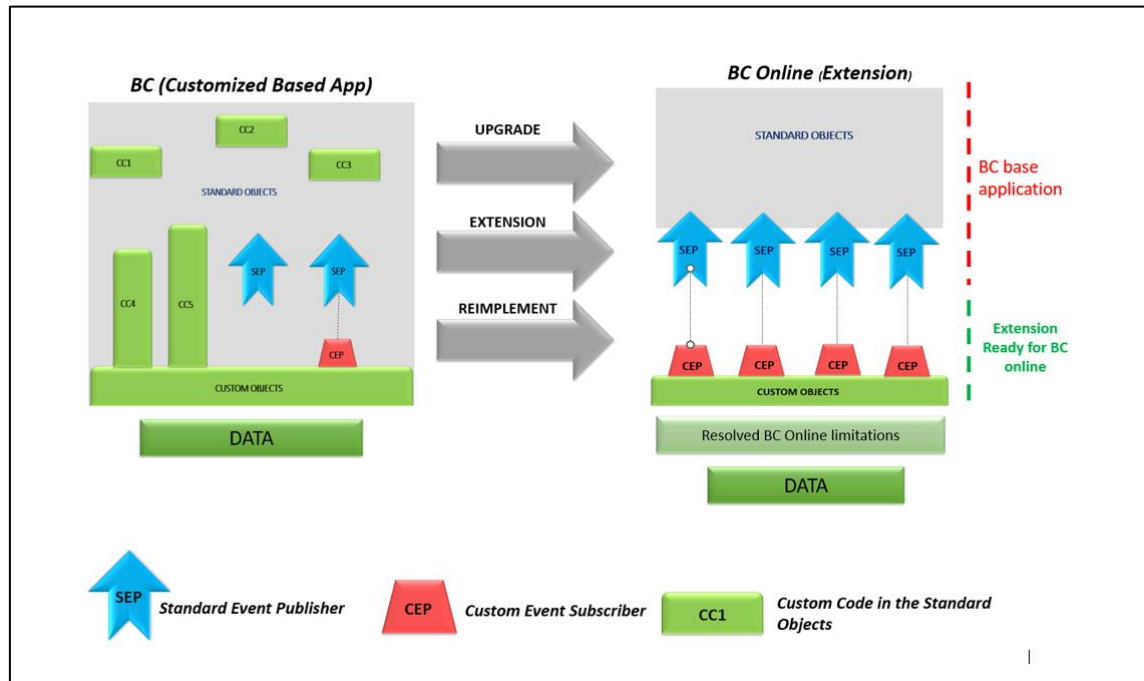 BC (Customized Based App)
CC1
CC2
CC3
STANDARD OBJECTS
CC4
CC5
SEP
SEP
CEP
CUSTOM OBJECTS
DATA
UPGRADE
EXTENSION
REIMPLEMENT
BC Online (Extension)
STANDARD OBJECTS
SEP
SEP
SEP
SEP
CEP
CEP
CEP
CEP
CUSTOM OBJECTS
Resolved BC Online limitations
DATA
BC base
application
Extension
Ready for BC
online
SEP
Standard Event Publisher
CEP
Custom Event Subscriber
CC1
Custom Code in the Standard
Objects